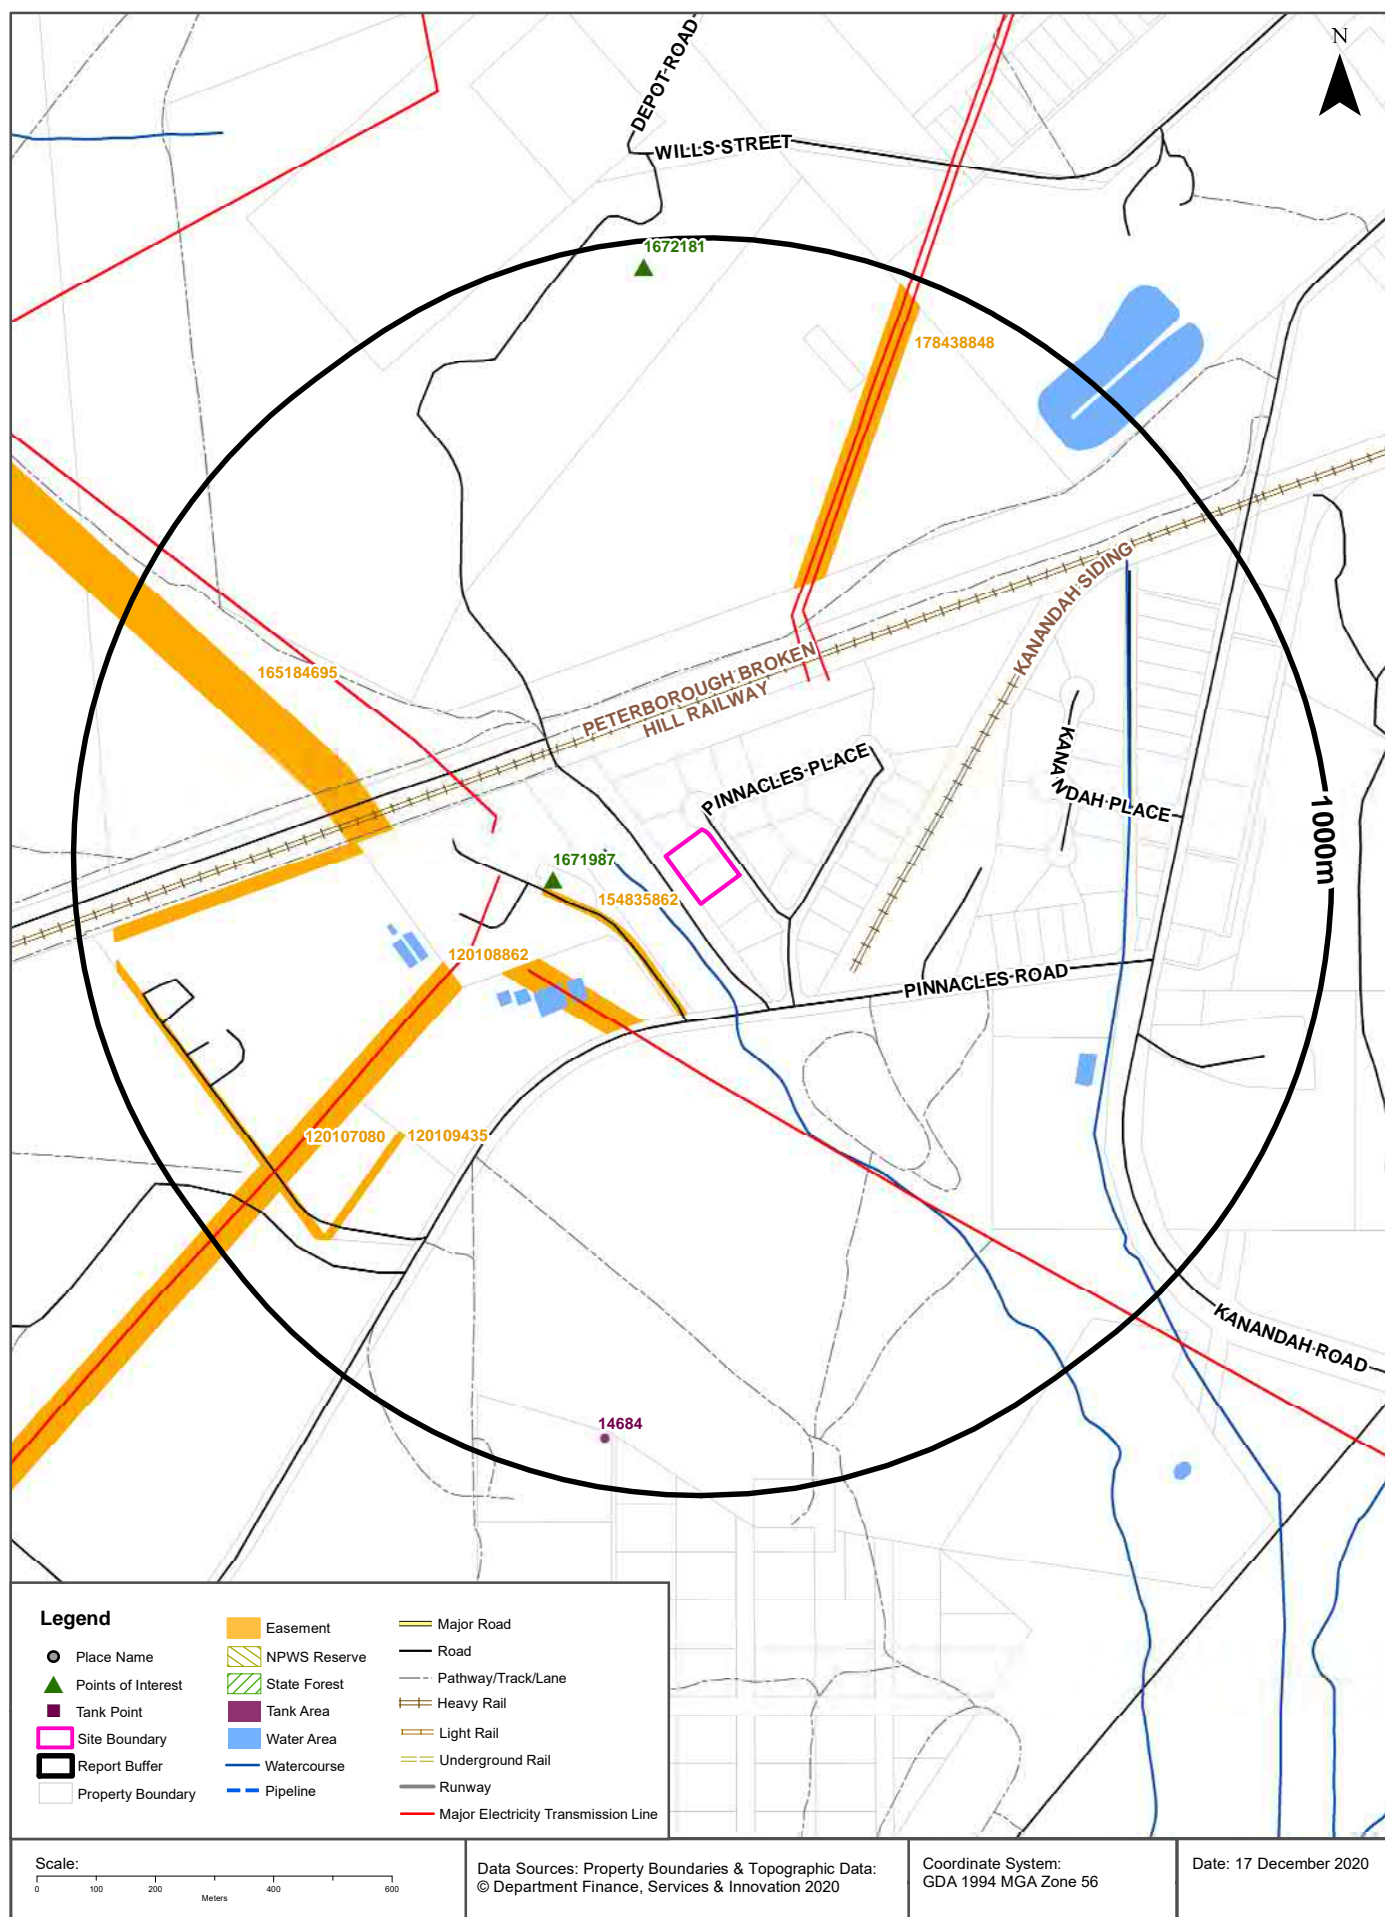 N
DEPOT ROAD
WILLS STREET
1672181
178438848
KANANDAH SIDING
165184695
PETERBOROUGH BROKEN
HILL RAILWAY
PINNACLES PLACE
KANANDAH PLACE
1000m
1671987
154835862
120108862
PINNACLES ROAD
120107080
120109435
KANANDAH ROAD
14684
Legend
Place Name
Points of Interest
Tank Point
Site Boundary
Report Buffer
Property Boundary
Easement
NPWS Reserve
State Forest
Tank Area
Water Area
Watercourse
Pipeline
Major Road
Road
Pathway/Track/Lane
Heavy Rail
Light Rail
Underground Rail
Runway
Major Electricity Transmission Line
Scale:
0 100 200 400 600
Meters
Data Sources: Property Boundaries & Topographic Data:
© Department Finance, Services & Innovation 2020
Coordinate System:
GDA 1994 MGA Zone 56
Date: 17 December 2020